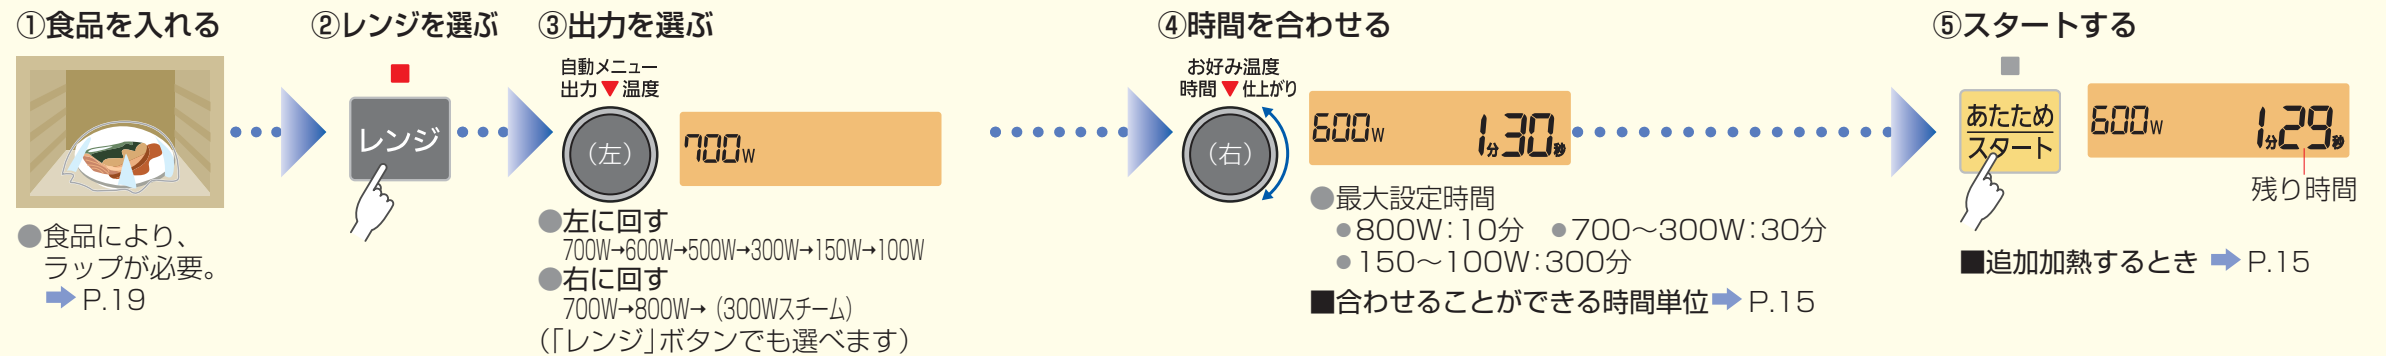 ①食品を入れる
●食品により、
ラップが必要。
➡ P.19
②レンジを選ぶ
レンジ
③出力を選ぶ
自動メニュー
出力▼温度
(左)
700W
●左に回す
700W→600W→500W→300W→150W→100W
●右に回す
700W→800W→（300Wスチーム）
（「レンジ」ボタンでも選べます）
④時間を合わせる
お好み温度
時間▼仕上がり
(右)
600W 1分30秒
●最大設定時間
●800W:10分 ●700〜300W:30分
●150〜100W:300分
■合わせることができる時間単位➡ P.15
⑤スタートする
あたため
スタート
600W 1分29秒
残り時間
■追加加熱するとき ➡ P.15